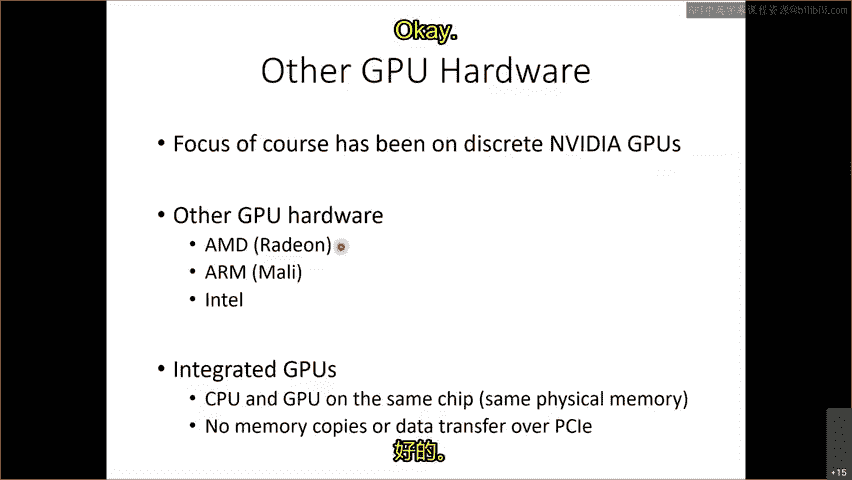 Okay.
Other GPU Hardware
• Focus of course has been on discrete NVIDIA GPUs
• Other GPU hardware
• AMD (Radeon)
• ARM (Mali)
• Intel
• Integrated GPUs
• CPU and GPU on the same chip (same physical memory)
• No memory copies or data transfer over PCIe
好的。
+15